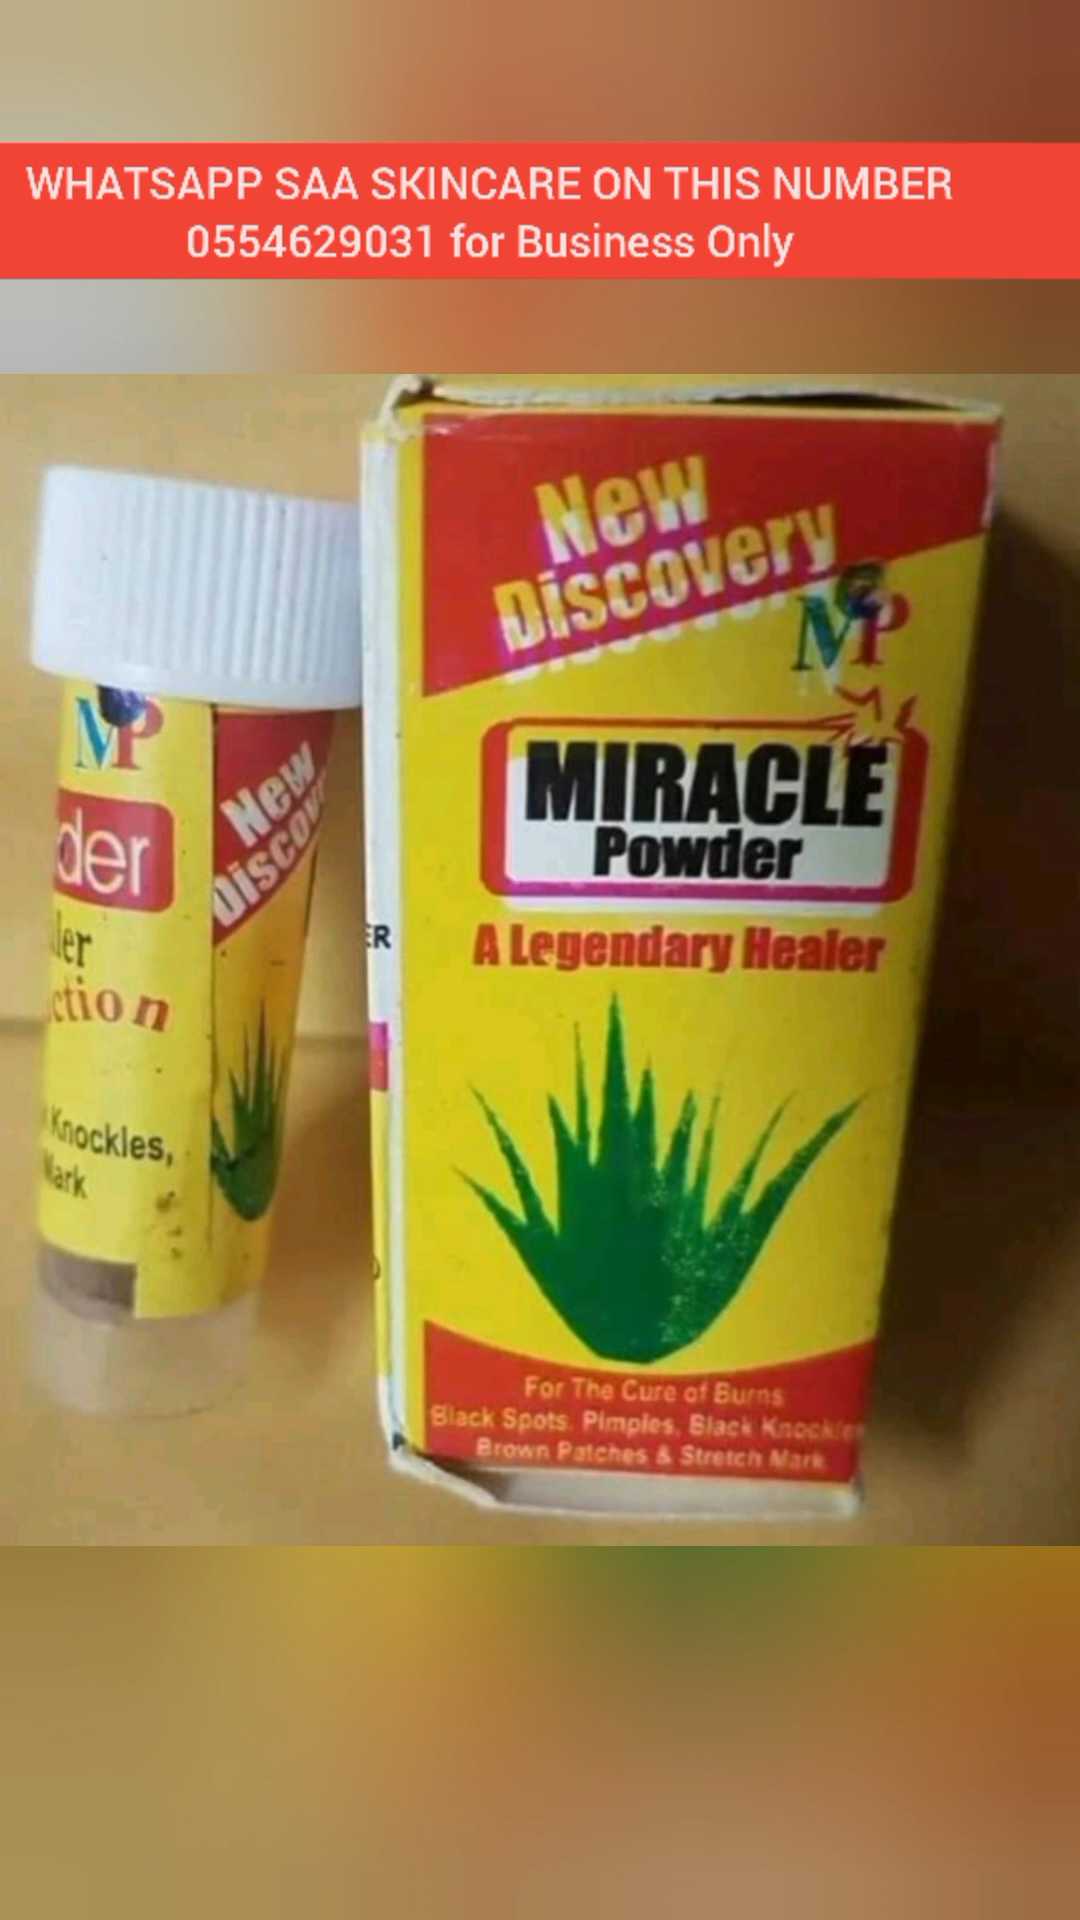 WHATSAPP SAA SKINCARE ON THIS NUMBER
0554629031 for Business Only
New
Discovery
MP
MIRACLE
Powder
A Legendary Healer
For The Cure of Burns
Black Spots, Pimples, Black Knockles
Brown Patches & Stretch Mark
MP
der
New
Discov
ler
ction
Knockles,
Mark
ER